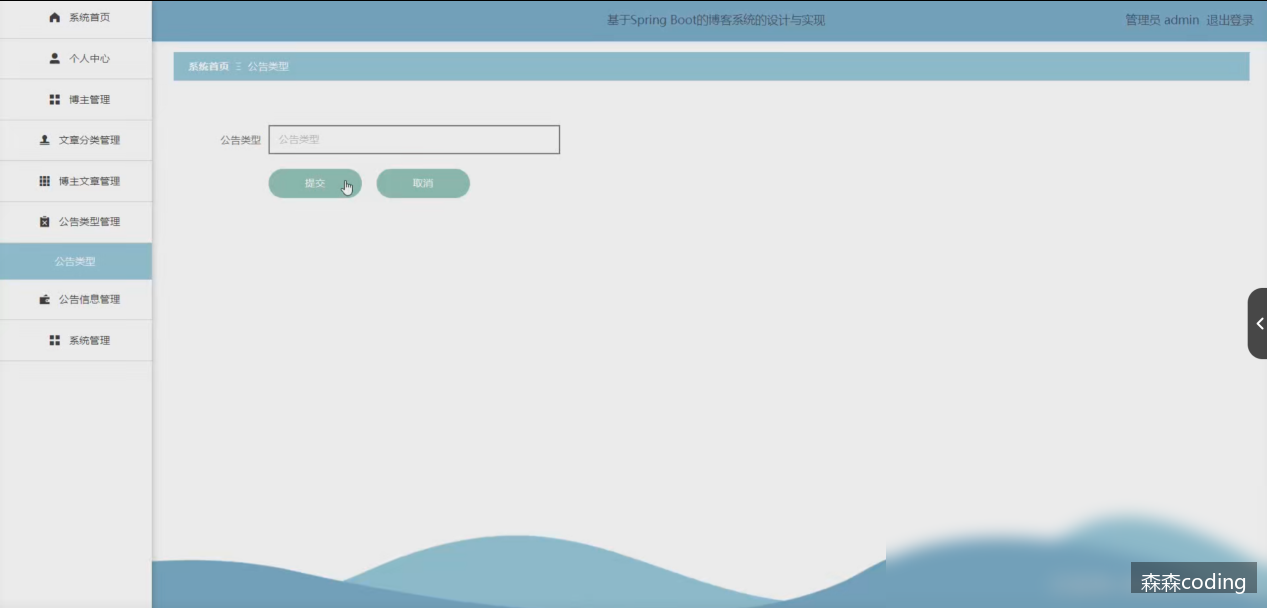 系统首页
个人中心
博主管理
文章分类管理
博主文章管理
公告类型管理
公告类型
公告信息管理
系统管理
基于Spring Boot的博客系统的设计与实现
管理员 admin 退出登录
系统首页 公告类型
公告类型 公告类型
提交 取消
森森coding